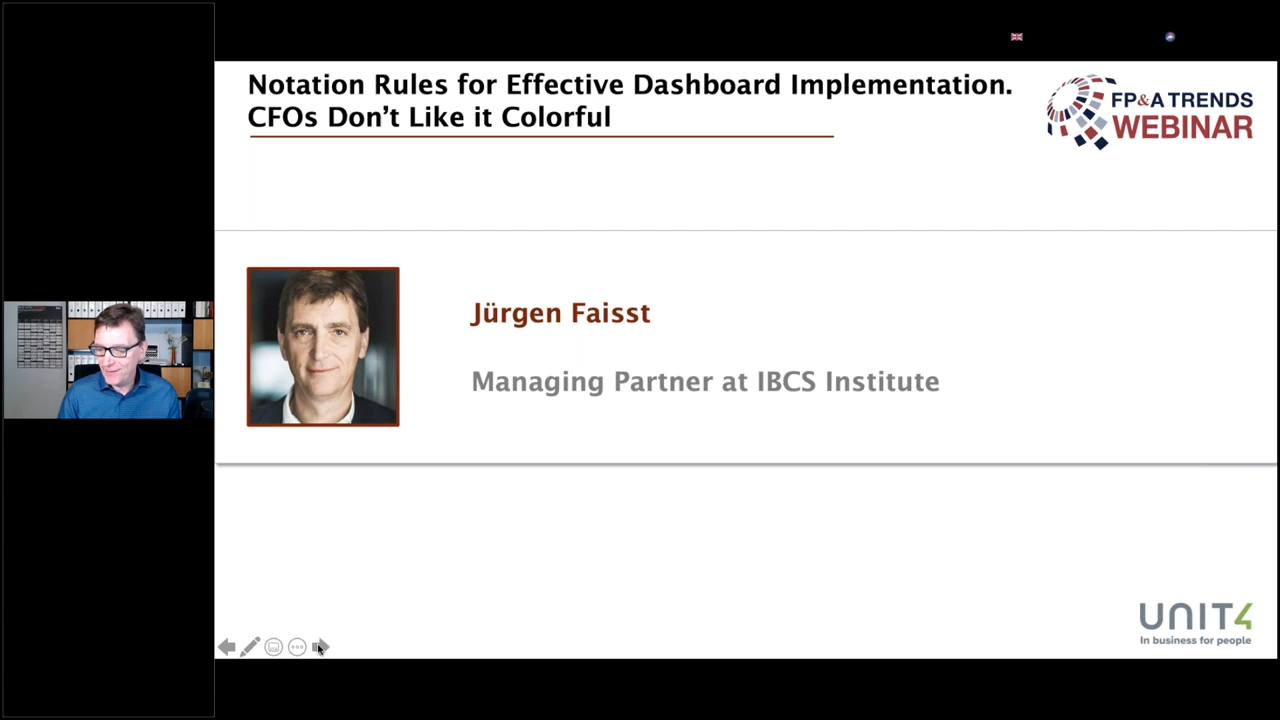 Notation Rules for Effective Dashboard Implementation.
CFOs Don't Like it Colorful
FP&A TRENDS
WEBINAR
Jürgen Faisst
Managing Partner at IBCS Institute
UNIT4
In business for people